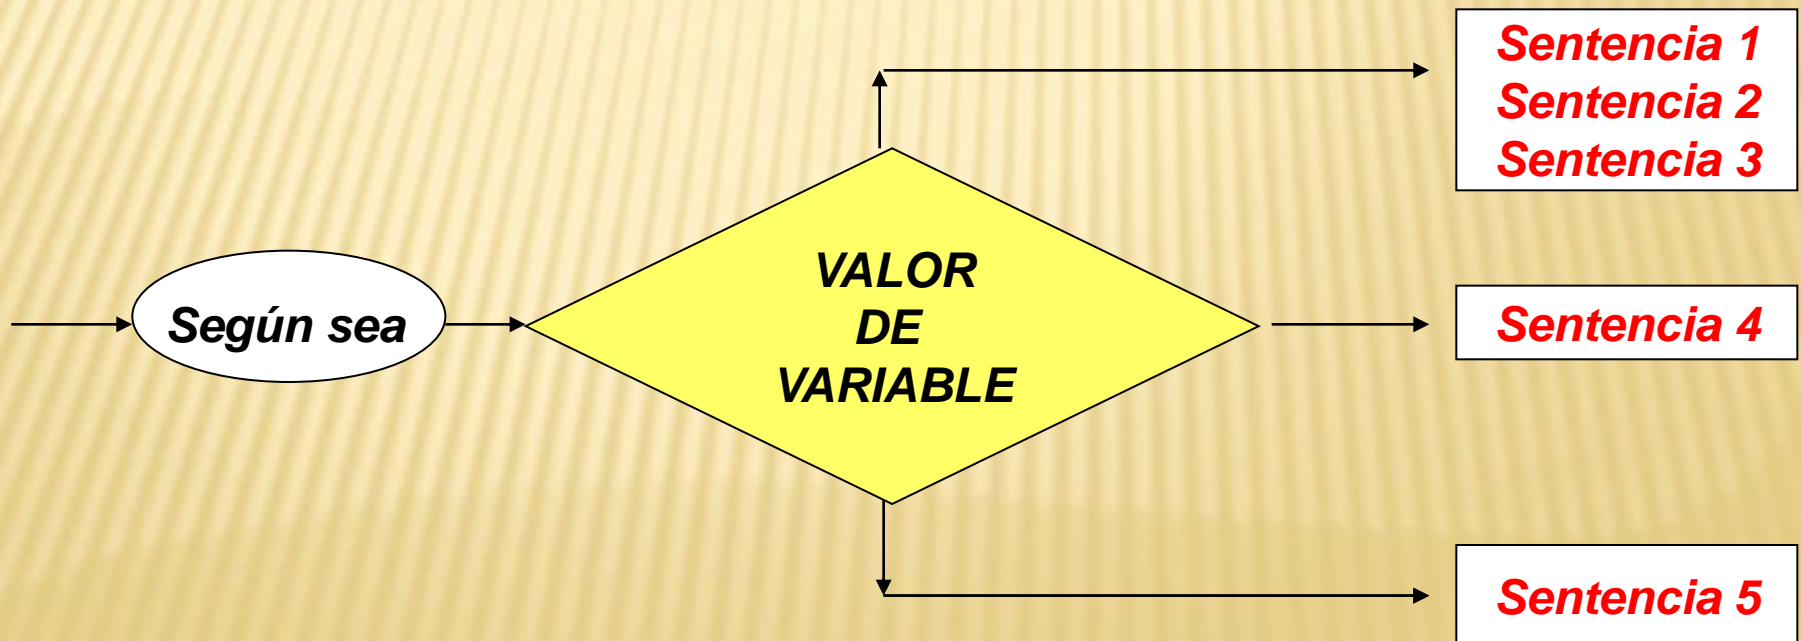 Según sea
VALOR
DE
VARIABLE
Sentencia 1
Sentencia 2
Sentencia 3
Sentencia 4
Sentencia 5